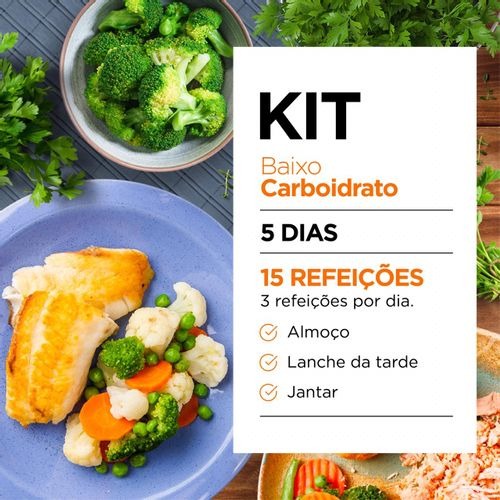 KIT
Baixo
Carboidrato
5 DIAS
15 REFEIÇÕES
3 refeições por dia.
Almoço
Lanche da tarde
Jantar